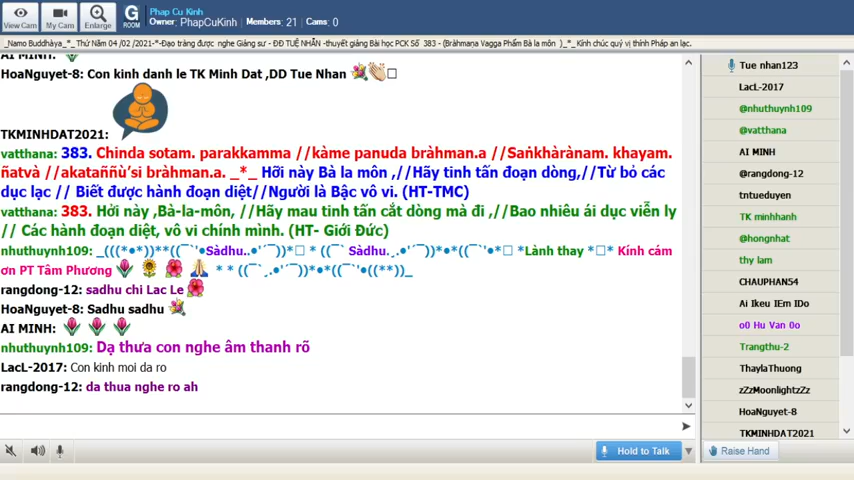 Phap Cu Kinh
Owner: PhapCuKinh | Members: 21 | Cams: 0
View Cam
My Cam
Enlarge
G
ROOM
_Namo Buddhàya_*_ Thứ Năm 04 /02 /2021-*-Đạo tràng được nghe Giảng sư - ĐĐ TUỆ NHÂN -thuyết giảng Bài học PCK Số 383 - (Bràhmaṇa Vagga Phẩm Bà la môn )_*_ Kính chúc quý vị thính Pháp an lạc.
AI MINH:
HoaNguyet-8: Con kinh danh le TK Minh Dat ,DD Tue Nhan
TKMINHDAT2021:
vatthana: 383. Chinda sotam. parakkamma //kàme panuda bràhman.a //Saṅkhàrànam. khayam.
ñatvà //akataññù'si bràhman.a. _*_ Hỡi này Bà la môn ,//Hãy tinh tấn đoạn dòng,//Từ bỏ các
dục lạc // Biết được hành đoạn diệt//Người là Bậc vô vi. (HT-TMC)
vatthana: 383. Hởi này ,Bà-la-môn, //Hãy mau tinh tấn cắt dòng mà đi ,//Bao nhiêu ái dục viễn ly
// Các hành đoạn diệt, vô vi chính mình. (HT- Giới Đức)
nhuthuynh109: _(((*•*))**((¯`'•Sàdhu..•'´¯))*□ * ((¯` Sàdhu.¸.•'´¯))*•*((¯`'•*□ *Lành thay *□* Kính cám
ơn PT Tâm Phương * * ((¯`¸.•'´¯))*•*((¯`'•((**))_
rangdong-12: sadhu chi Lac Le
HoaNguyet-8: Sadhu sadhu
AI MINH:
nhuthuynh109: Dạ thưa con nghe âm thanh rõ
LacL-2017: Con kinh moi da ro
rangdong-12: da thua nghe ro ah
Hold to Talk
Raise Hand
Tue nhan123
LacL-2017
@nhuthuynh109
@vatthana
AI MINH
@rangdong-12
tntueduyen
TK minhhanh
@hongnhat
thy lam
CHAUPHAN54
Ai lkeu IEm IDo
o0 Hu Van 0o
Trangthu-2
ThaylaThuong
zZzMoonlightzZz
HoaNguyet-8
TKMINHDAT2021